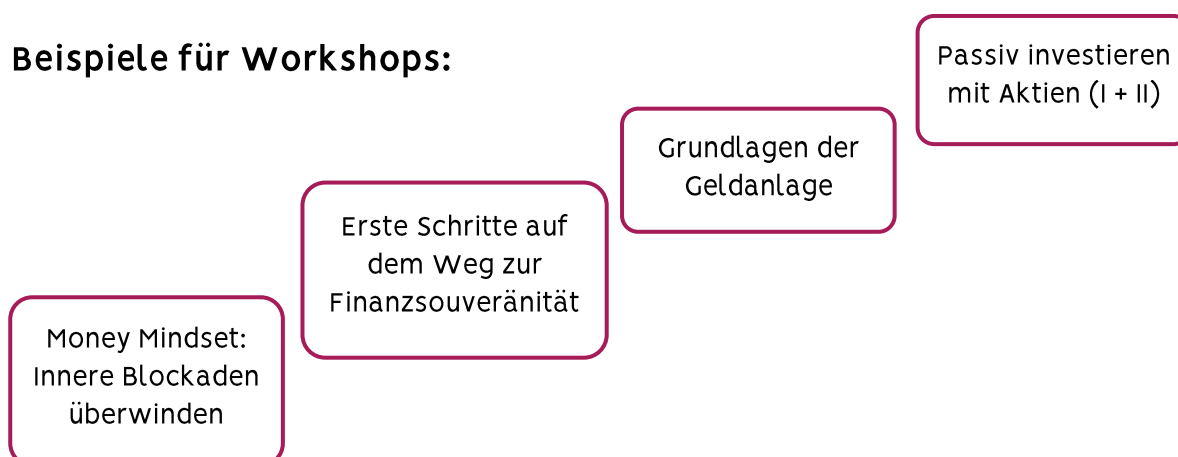 Beispiele für Workshops:
Passiv investieren
mit Aktien (I + II)
Grundlagen der
Geldanlage
Erste Schritte auf
dem Weg zur
Finanzsouveränität
Money Mindset:
Innere Blockaden
überwinden